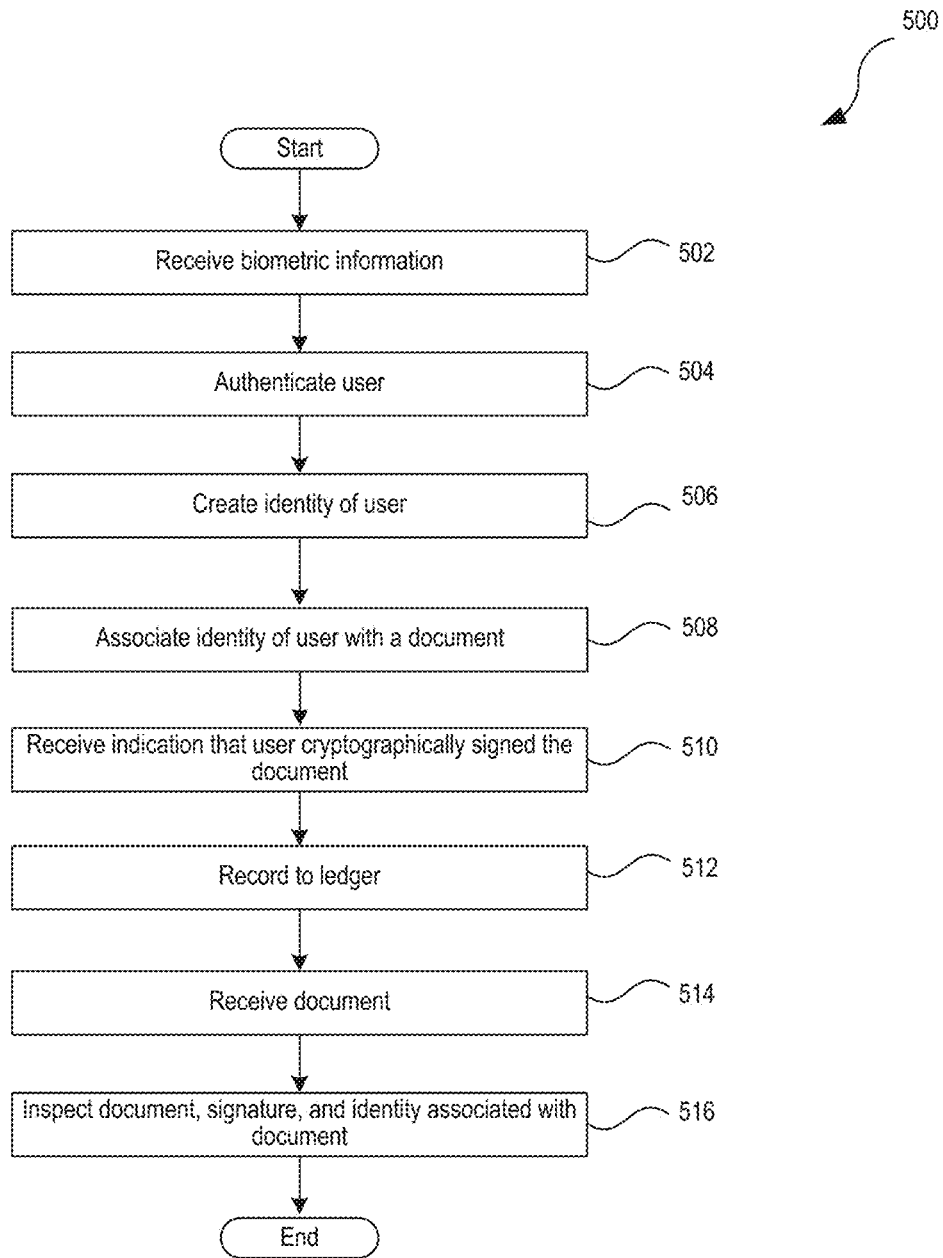 500
Start
Receive biometric information
502
Authenticate user
504
Create identity of user
506
Associate identity of user with a document
508
Receive indication that user cryptographically signed the
document
510
Record to ledger
512
Receive document
514
Inspect document, signature, and identity associated with
document
516
End